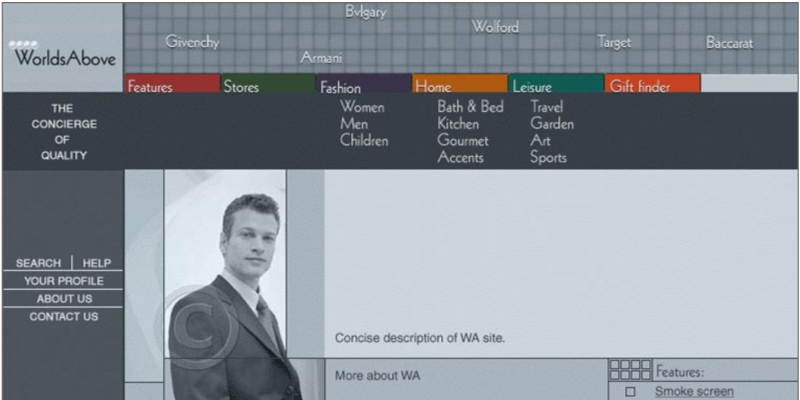 Bvlgary
Wolford
Givenchy
Target
Baccarat
Armani
WorldsAbove
Features
Stores
Fashion
Home
Leisure
Gift finder
THE
CONCIERGE
OF
QUALITY
Women
Men
Children
Bath & Bed
Kitchen
Gourmet
Accents
Travel
Garden
Art
Sports
SEARCH | HELP
YOUR PROFILE
ABOUT US
CONTACT US
©
Concise description of WA site.
More about WA
Features:
Smoke screen